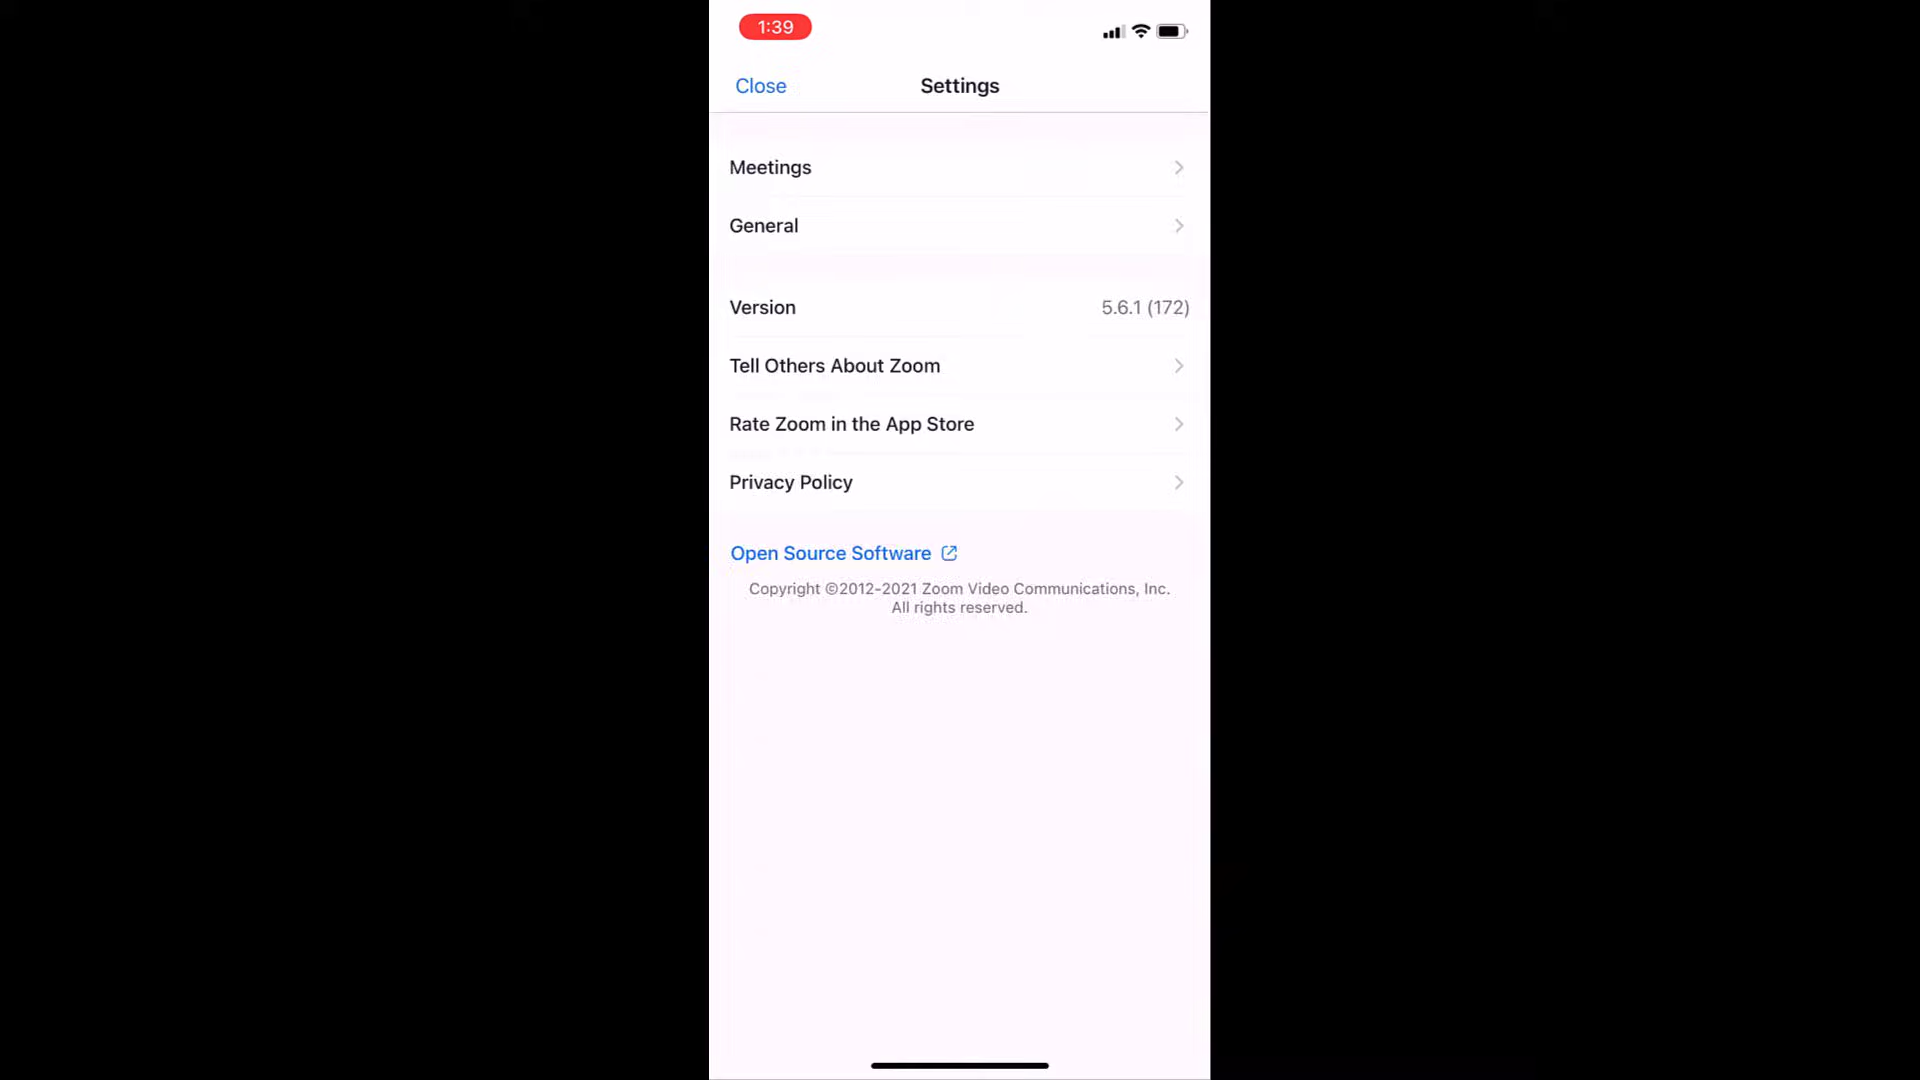 1:39
Close
Settings
Meetings
General
Version
5.6.1 (172)
Tell Others About Zoom
Rate Zoom in the App Store
Privacy Policy
Open Source Software
Copyright ©2012-2021 Zoom Video Communications, Inc.
All rights reserved.